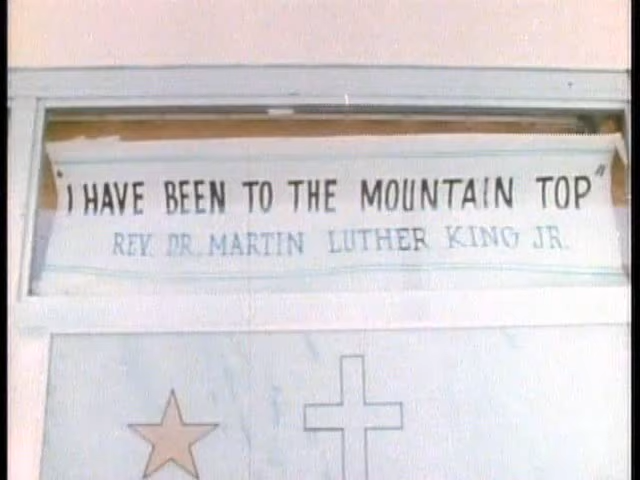 "I HAVE BEEN TO THE MOUNTAIN TOP"
REV. DR. MARTIN LUTHER KING JR.